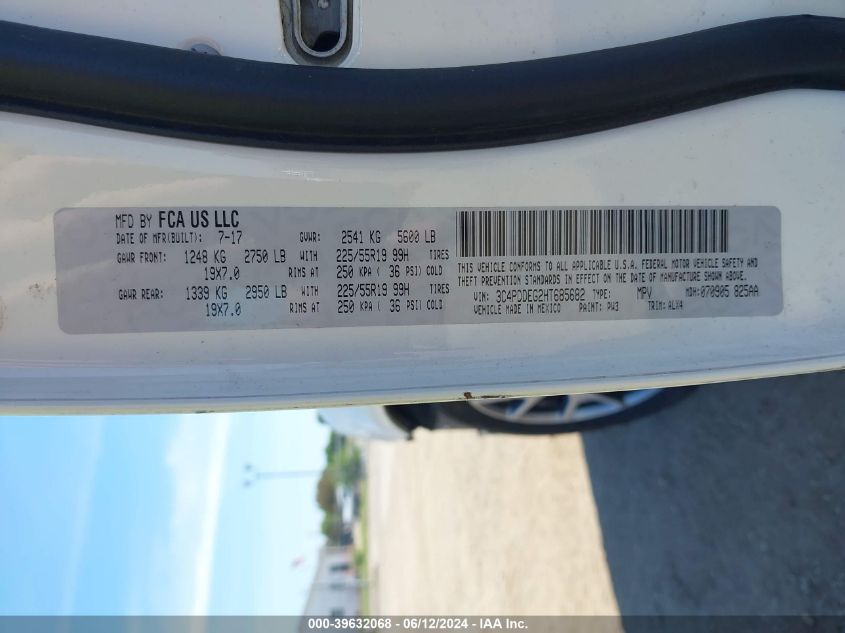 MFD BY FCA US LLC
DATE OF MFR(BUILT): 7-17 GVWR: 2541 KG 5600 LB
GAWR FRONT: 1248 KG 2750 LB WITH 225/55R19 99H TIRES
19X7.0 RIMS AT 250 KPA ( 36 PSI) COLD
GAWR REAR: 1339 KG 2950 LB WITH 225/55R19 99H TIRES
19X7.0 RIMS AT 250 KPA ( 36 PSI) COLD
THIS VEHICLE CONFORMS TO ALL APPLICABLE U.S.A. FEDERAL MOTOR VEHICLE SAFETY AND
THEFT PREVENTION STANDARDS IN EFFECT ON THE DATE OF MANUFACTURE SHOWN ABOVE.
VIN: 3C4PDDEG2HT685682 TYPE: MPV MDH: 070905 825AA
VEHICLE MADE IN MEXICO PAINT: PW3 TRIM: ALX4
000-39632068 - 06/12/2024 - IAA, Inc.